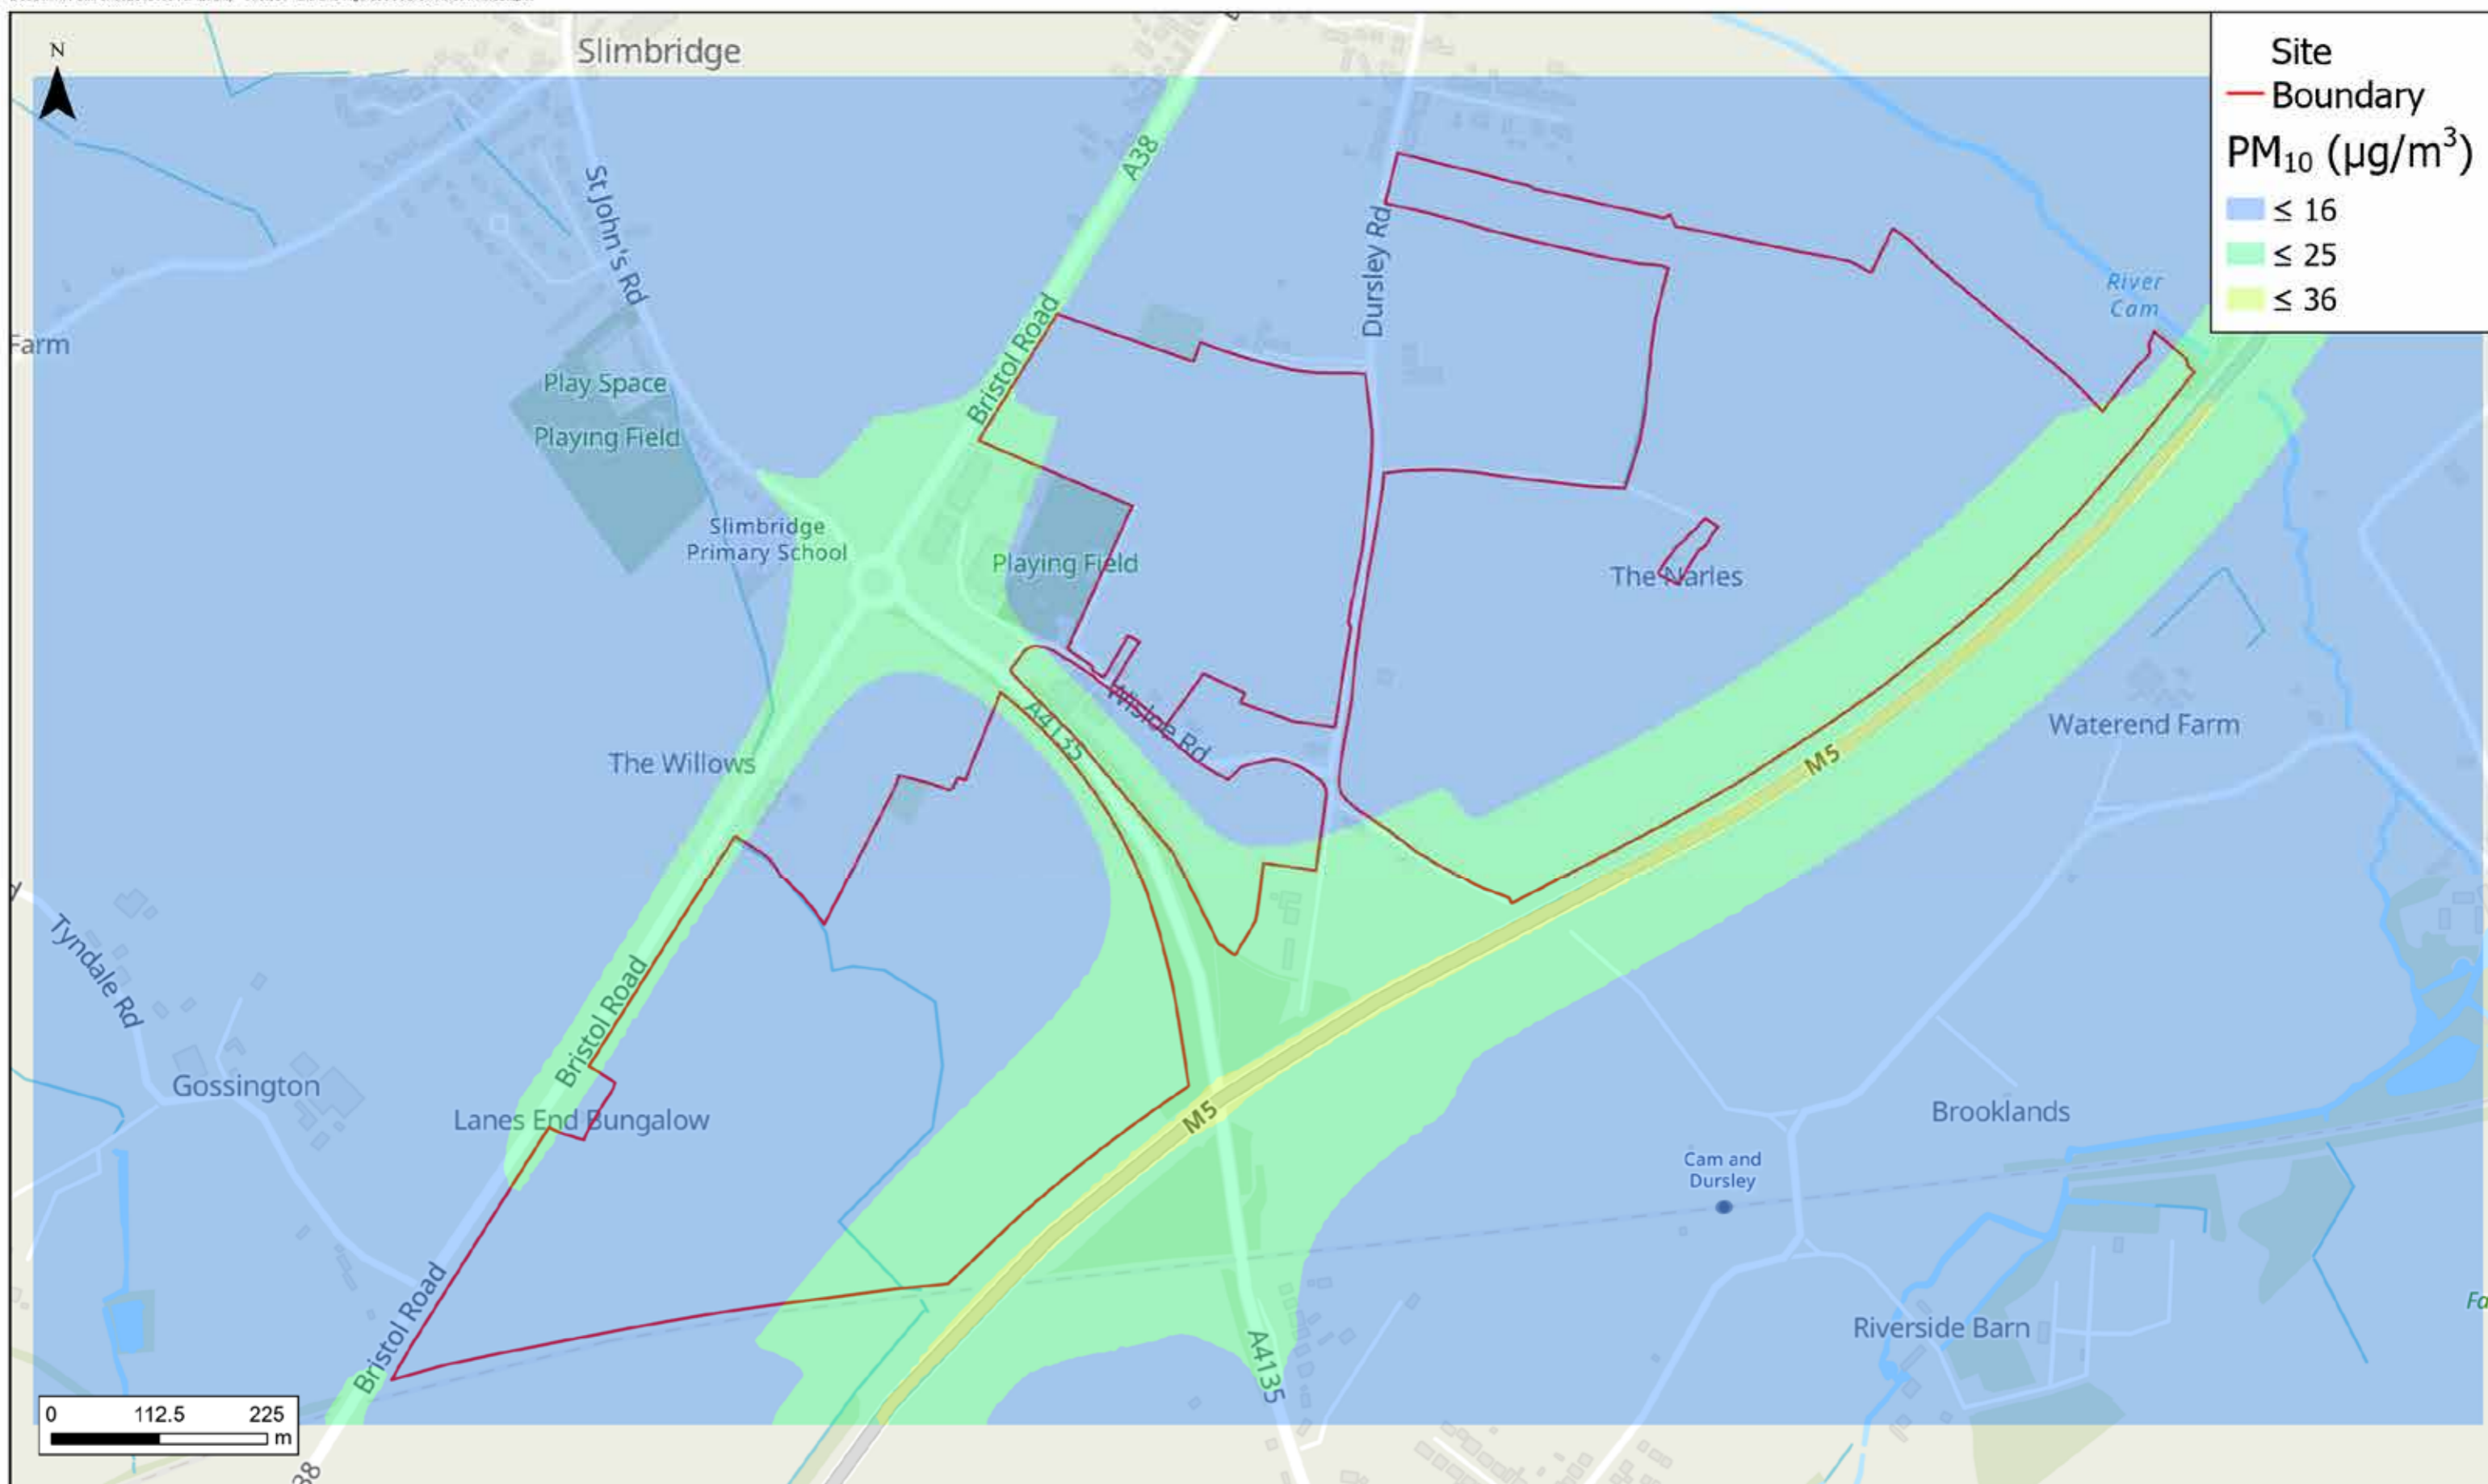 N
Slimbridge
Site
Boundary
PM₁₀ (µg/m³)
≤ 16
≤ 25
≤ 36
A38
St John's Rd
Dursley Rd
River
Cam
Bristol Road
Farm
Play Space
Playing Field
Slimbridge
Primary School
Playing Field
The Narles
Wisloe Rd
A4135
Waterend Farm
M5
The Willows
Tyndale Rd
Bristol Road
Gossington
Lanes End Bungalow
M5
Brooklands
Cam and
Dursley
Bristol Road
A4135
Riverside Barn
Fa
0 112.5 225
m
38